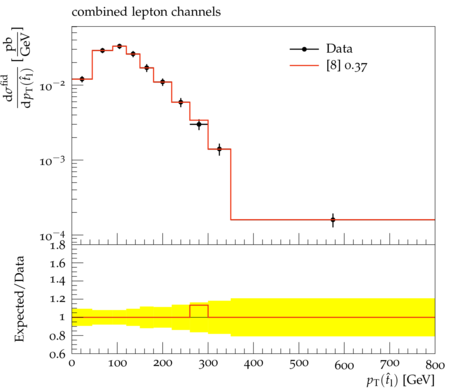 combined lepton channels
dσ^fid / dp_T(t̂_l) [pb/GeV]
Data
[8] 0.37
10^−2
10^−3
10^−4
1.8
1.6
1.4
1.2
1
0.8
0.6
Expected/Data
0 100 200 300 400 500 600 700 800
p_T(t̂_l) [GeV]